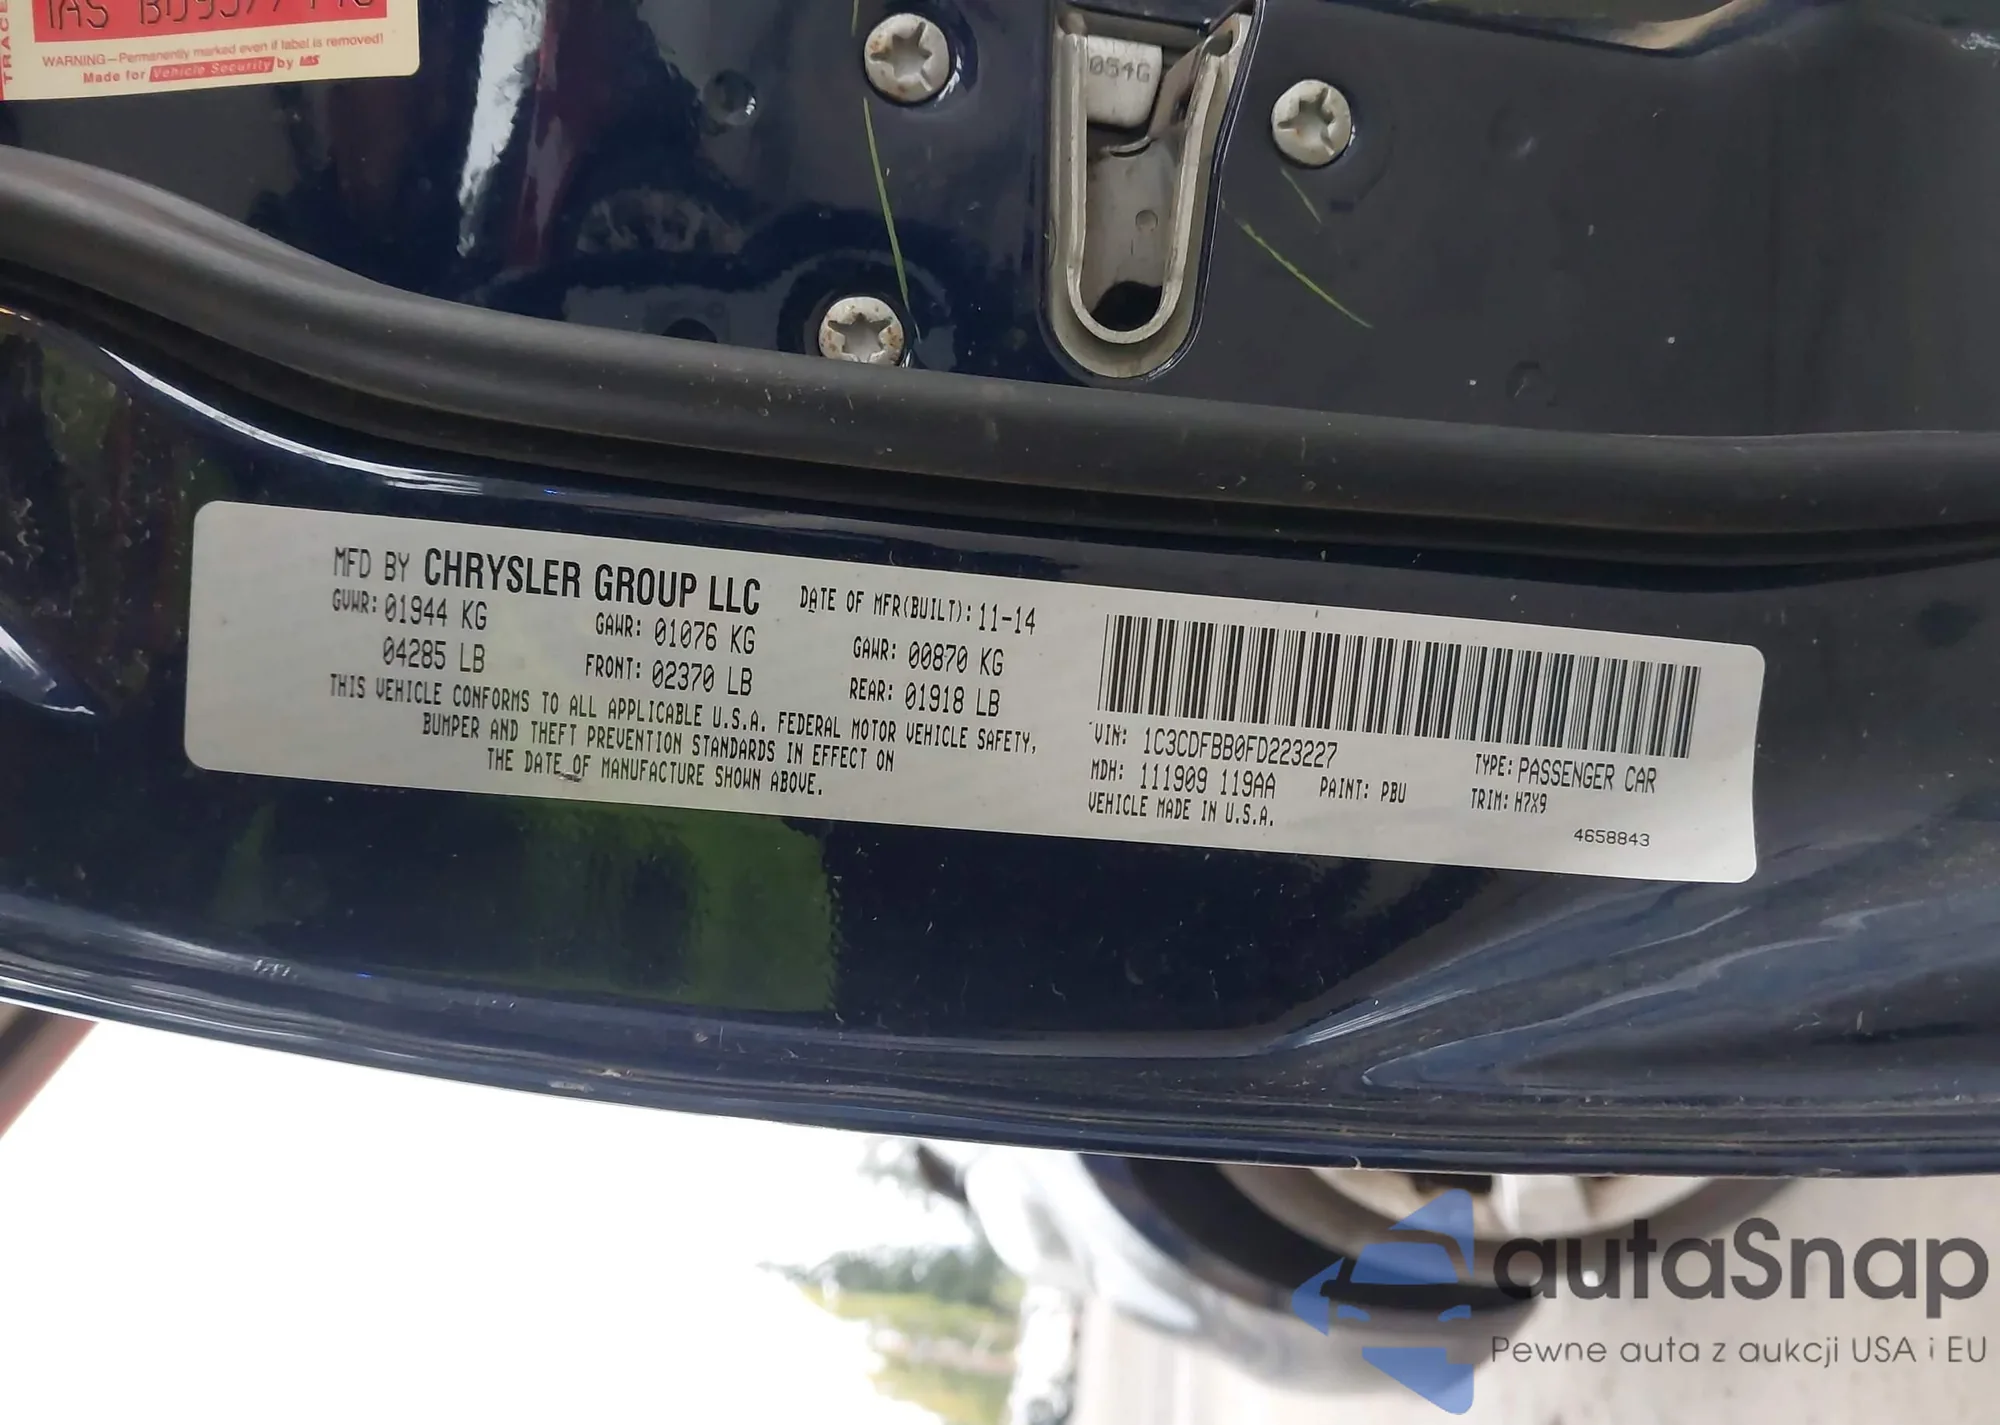 TRACE
IAS
WARNING—Permanently marked even if label is removed!
Made for Vehicle Security by IAS
054G
MFD BY CHRYSLER GROUP LLC DATE OF MFR(BUILT): 11-14
GVWR: 01944 KG GAWR: 01076 KG GAWR: 00870 KG
04285 LB FRONT: 02370 LB REAR: 01918 LB
THIS VEHICLE CONFORMS TO ALL APPLICABLE U.S.A. FEDERAL MOTOR VEHICLE SAFETY,
BUMPER AND THEFT PREVENTION STANDARDS IN EFFECT ON
THE DATE OF MANUFACTURE SHOWN ABOVE.
VIN: 1C3CDFBB0FD223227 TYPE: PASSENGER CAR
MDH: 111909 119AA PAINT: PBU TRIM: H7X9
VEHICLE MADE IN U.S.A.
4658843
autaSnap
Pewne auta z aukcji USA i EU